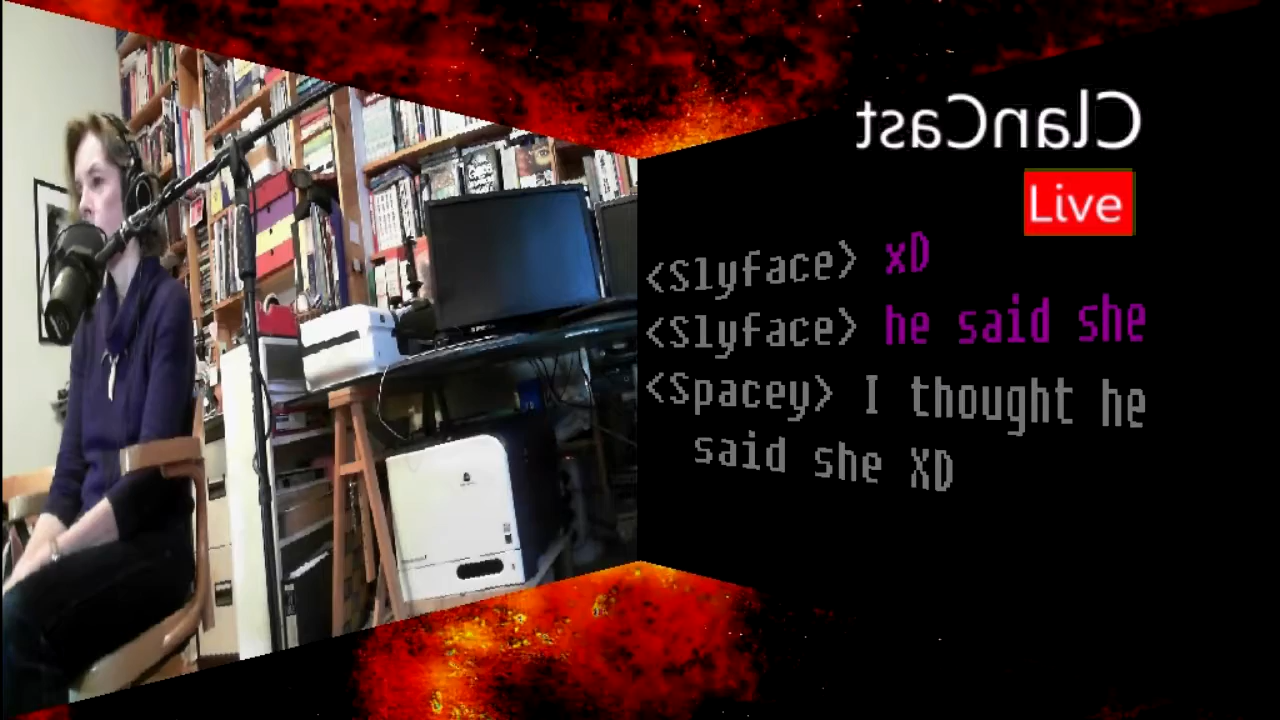 ClanCast
Live
<Slyface> xD
<Slyface> he said she
<Spacey> I thought he
said she XD